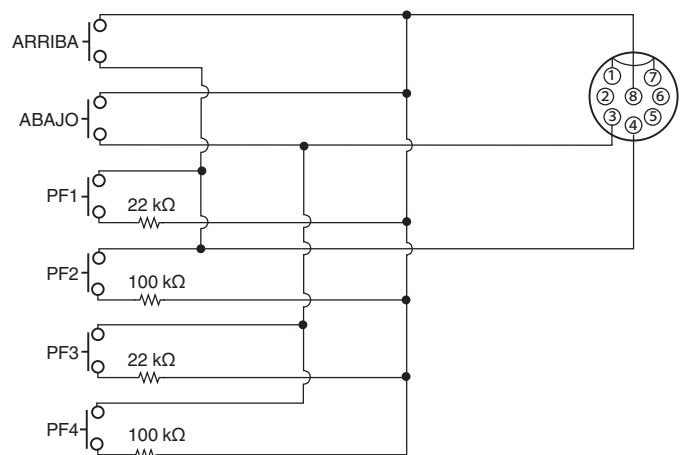 ARRIBA
ABAJO
PF1
22 kΩ
PF2
100 kΩ
PF3
22 kΩ
PF4
100 kΩ
1
7
2
8
6
3
4
5